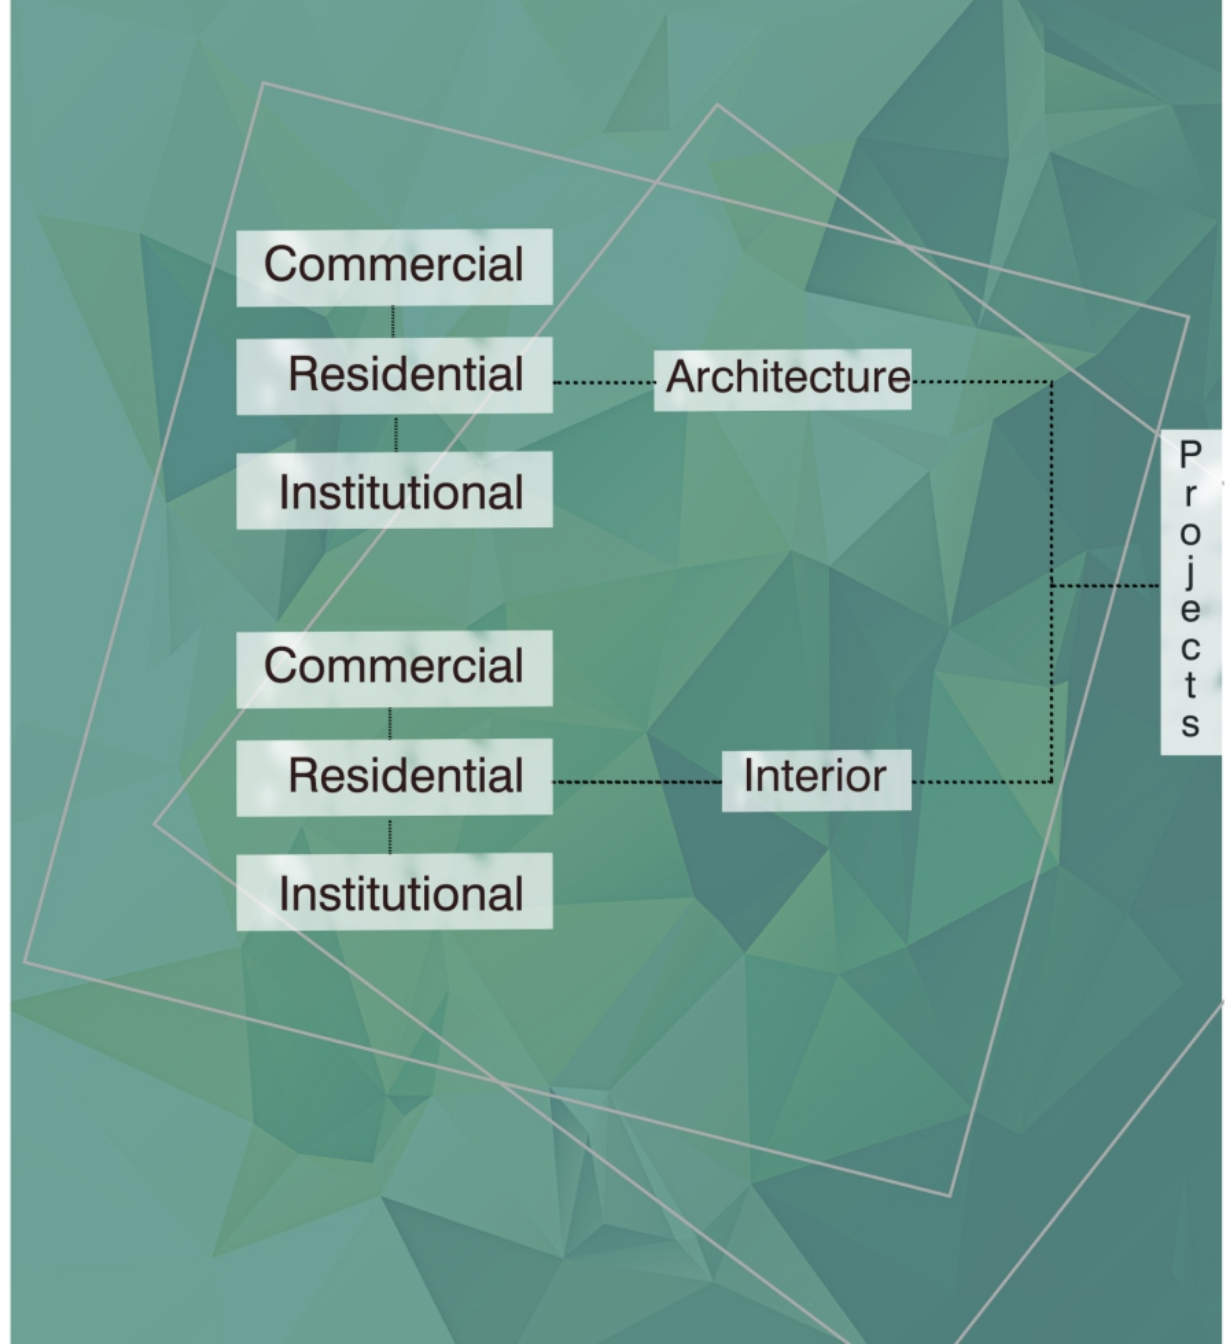 Commercial
Residential
Architecture
Institutional
Commercial
Residential
Interior
Institutional
Projects